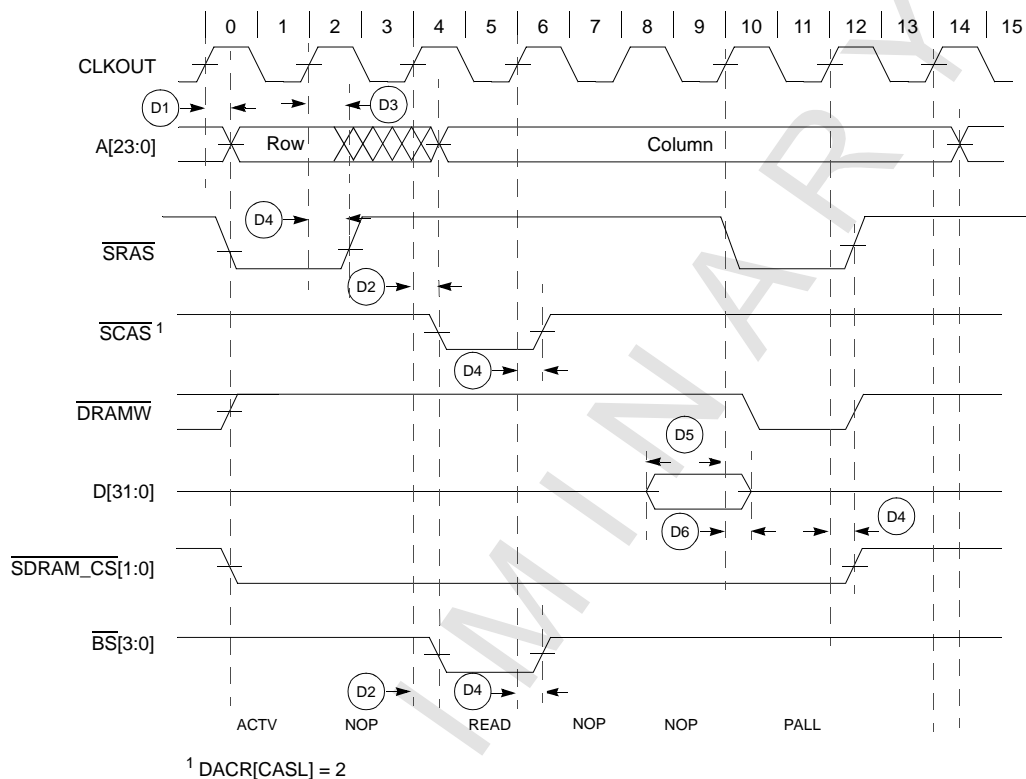 0 1 2 3 4 5 6 7 8 9 10 11 12 13 14 15
CLKOUT
D1 D3
A[23:0] Row Column
D4
SRAS
D2
SCAS 1
D4
DRAMW
D5
D[31:0]
D6 D4
SDRAM_CS[1:0]
BS[3:0]
D2 D4
ACTV NOP READ NOP NOP PALL
1 DACR[CASL] = 2
IMINARY